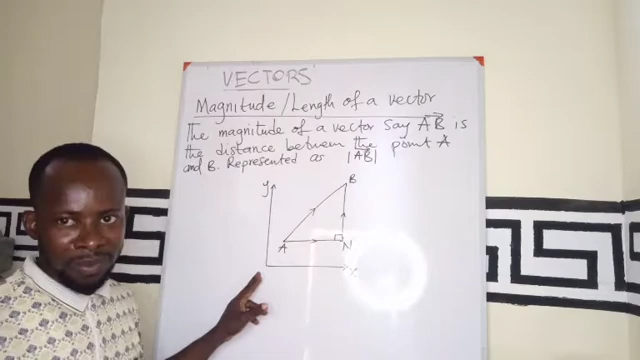 VECTORS
Magnitude/Length of a vector
The magnitude of a vector say AB is
the distance between the point A
and B. Represented as |AB|
y
B
A
N
x